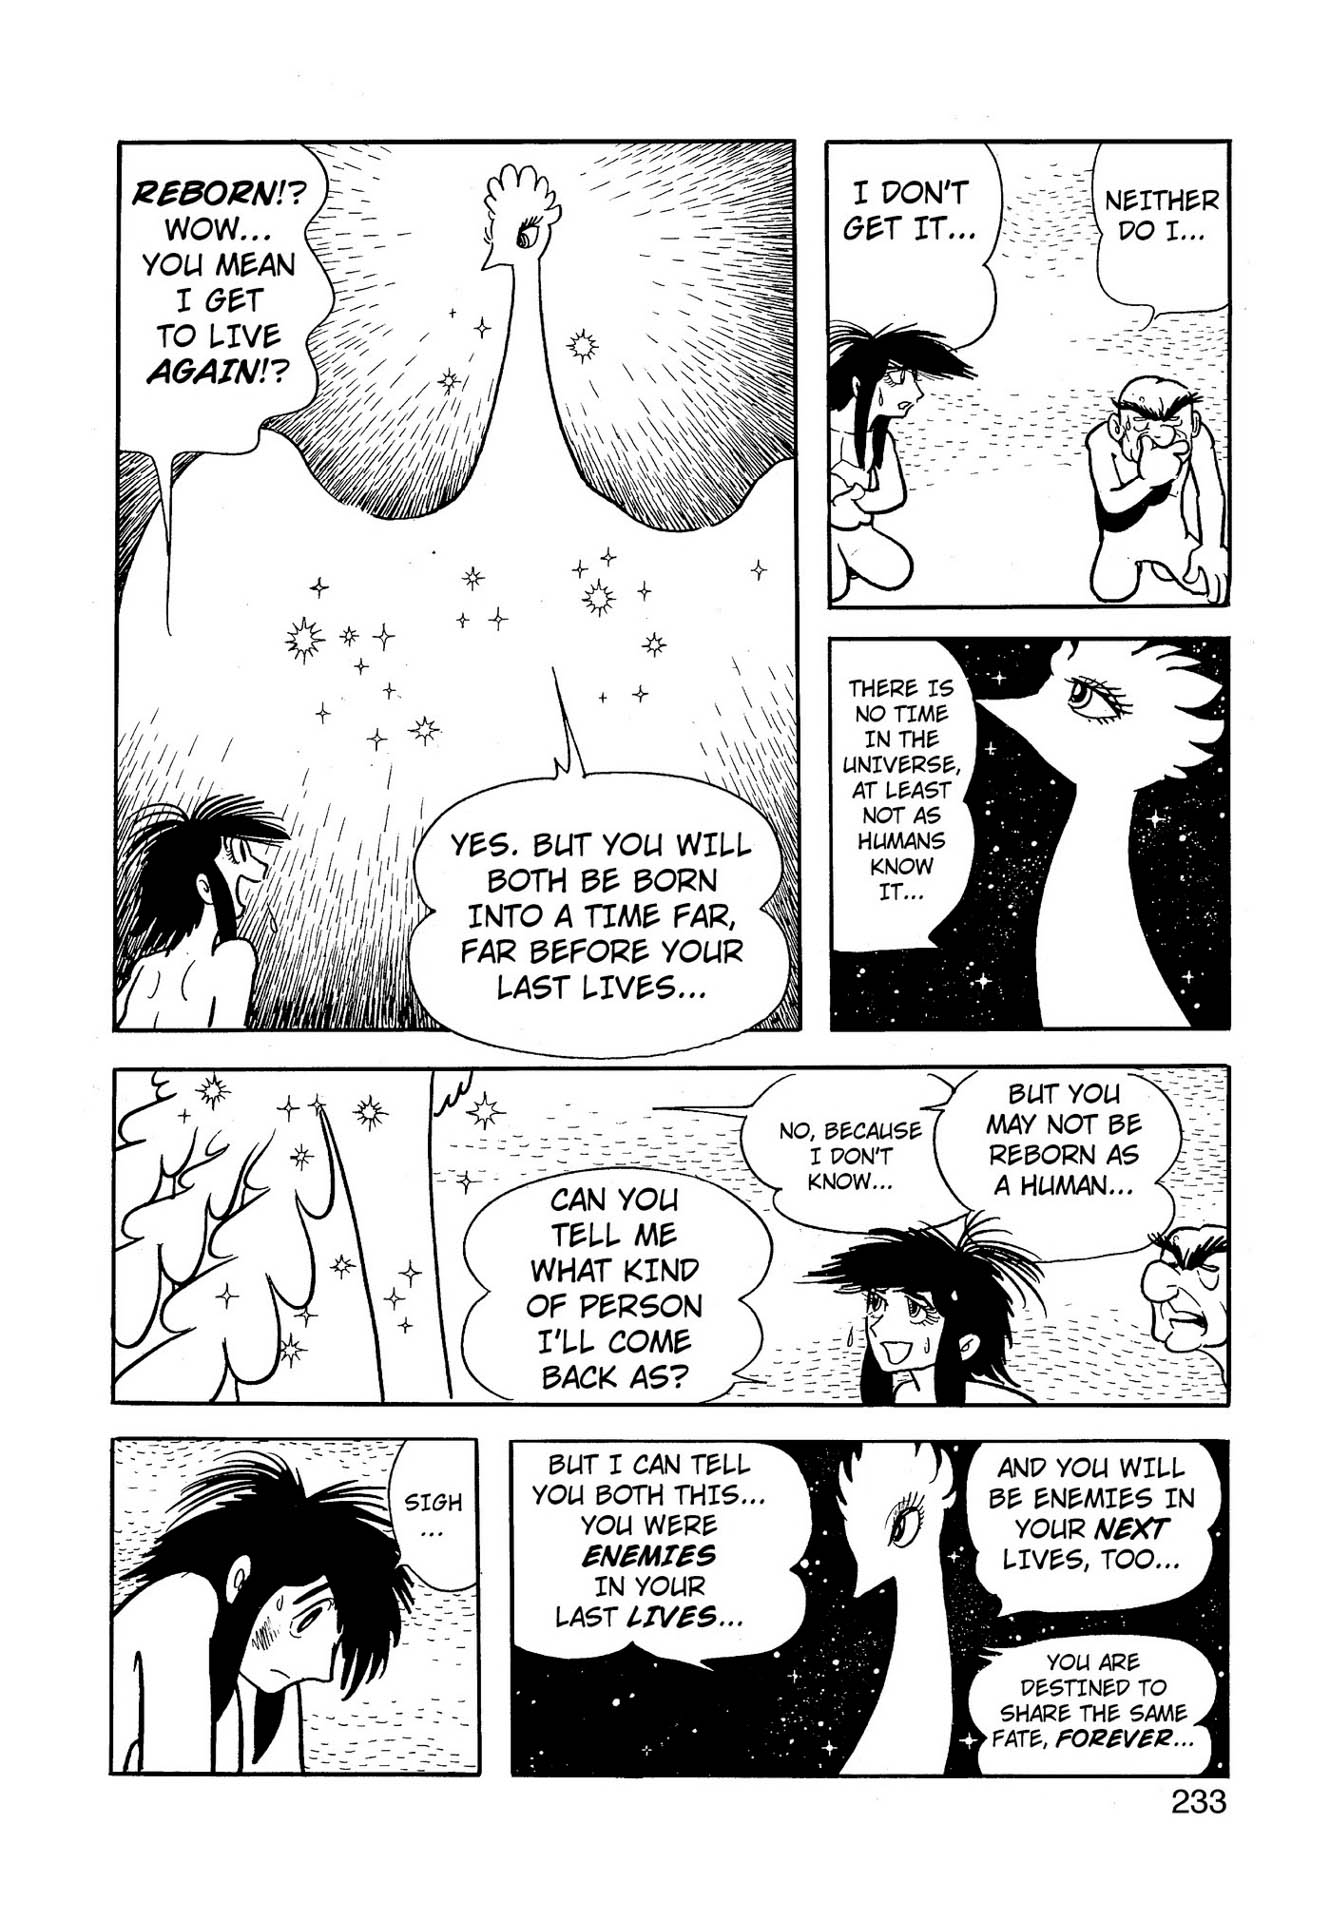 REBORN!?
WOW...
YOU MEAN
I GET
TO LIVE
AGAIN!?
YES. BUT YOU WILL
BOTH BE BORN
INTO A TIME FAR,
FAR BEFORE YOUR
LAST LIVES...
I DON'T
GET IT...
NEITHER
DO I...
THERE IS
NO TIME
IN THE
UNIVERSE,
AT LEAST
NOT AS
HUMANS
KNOW
IT...
CAN YOU
TELL ME
WHAT KIND
OF PERSON
I'LL COME
BACK AS?
NO, BECAUSE
I DON'T
KNOW...
BUT YOU
MAY NOT BE
REBORN AS
A HUMAN...
SIGH
...
BUT I CAN TELL
YOU BOTH THIS...
YOU WERE
ENEMIES
IN YOUR
LAST LIVES...
AND YOU WILL
BE ENEMIES IN
YOUR NEXT
LIVES, TOO...
YOU ARE
DESTINED TO
SHARE THE SAME
FATE, FOREVER...
233